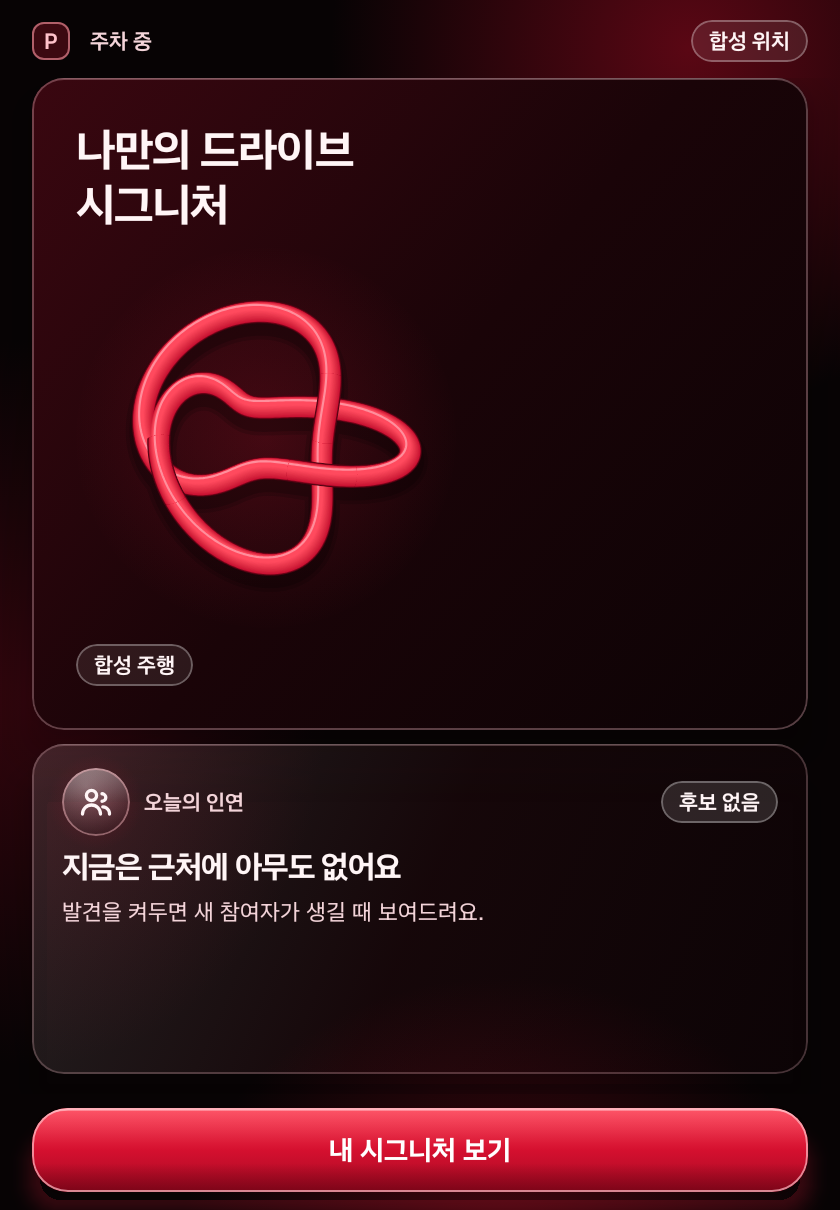 P 주차 중
합성 위치
나만의 드라이브
시그니처
합성 주행
오늘의 인연
후보 없음
지금은 근처에 아무도 없어요
발견을 켜두면 새 참여자가 생길 때 보여드려요.
내 시그니처 보기